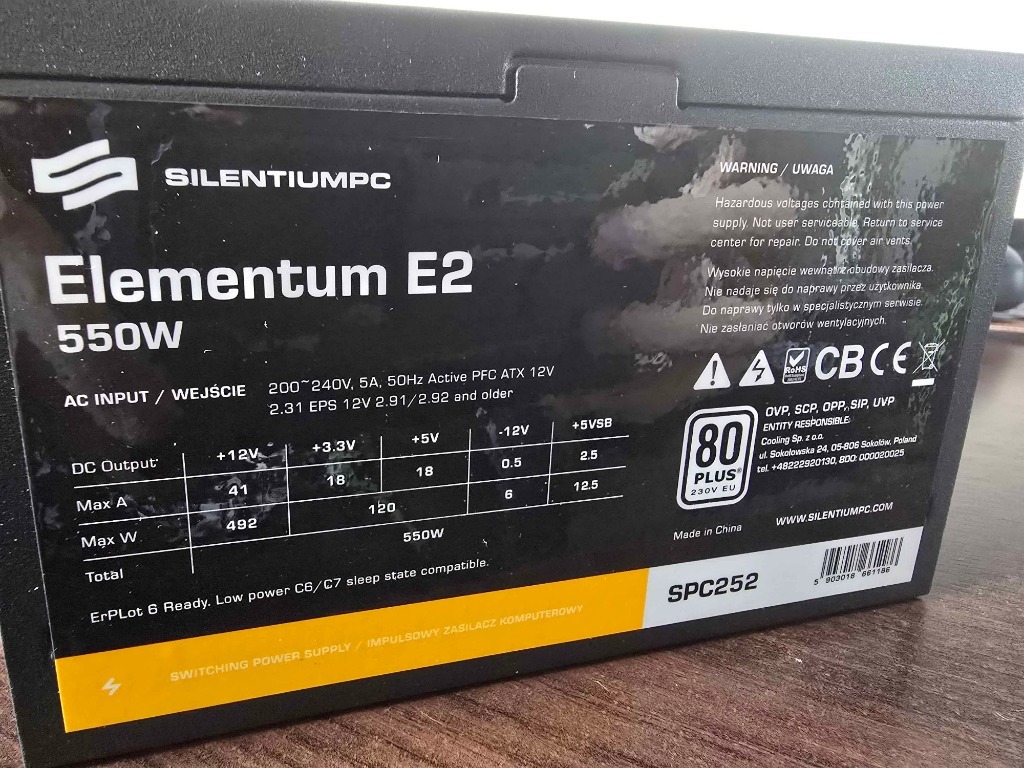 SILENTIUMPC
Elementum E2
550W
AC INPUT / WEJŚCIE
200~240V, 5A, 50Hz Active PFC ATX 12V
2.31 EPS 12V 2.91/2.92 and older
DC Output +12V +3.3V +5V -12V +5VSB
Max A 41 18 18 0.5 2.5
Max W 492 120 6 12.5
Total 550W
ErPLot 6 Ready. Low power C6/C7 sleep state compatible.
SWITCHING POWER SUPPLY / IMPULSOWY ZASILACZ KOMPUTEROWY
WARNING / UWAGA
Hazardous voltages contained with this power
supply. Not user serviceable. Return to service
center for repair. Do not cover air vents.
Wysokie napięcie wewnątrz obudowy zasilacza.
Nie nadaje się do naprawy przez użytkownika.
Do naprawy tylko w specjalistycznym serwisie.
Nie zasłaniać otworów wentylacyjnych.
RoHS
CB CE
80
PLUS®
230V EU
OVP, SCP, OPP, SIP, UVP
ENTITY RESPONSIBLE:
Cooling Sp. z o.o.
ul. Sokołowska 24, 05-806 Sokołów, Poland
tel. +48222920130, BDO: 000020025
Made in China
WWW.SILENTIUMPC.COM
SPC252
5 903018 661186